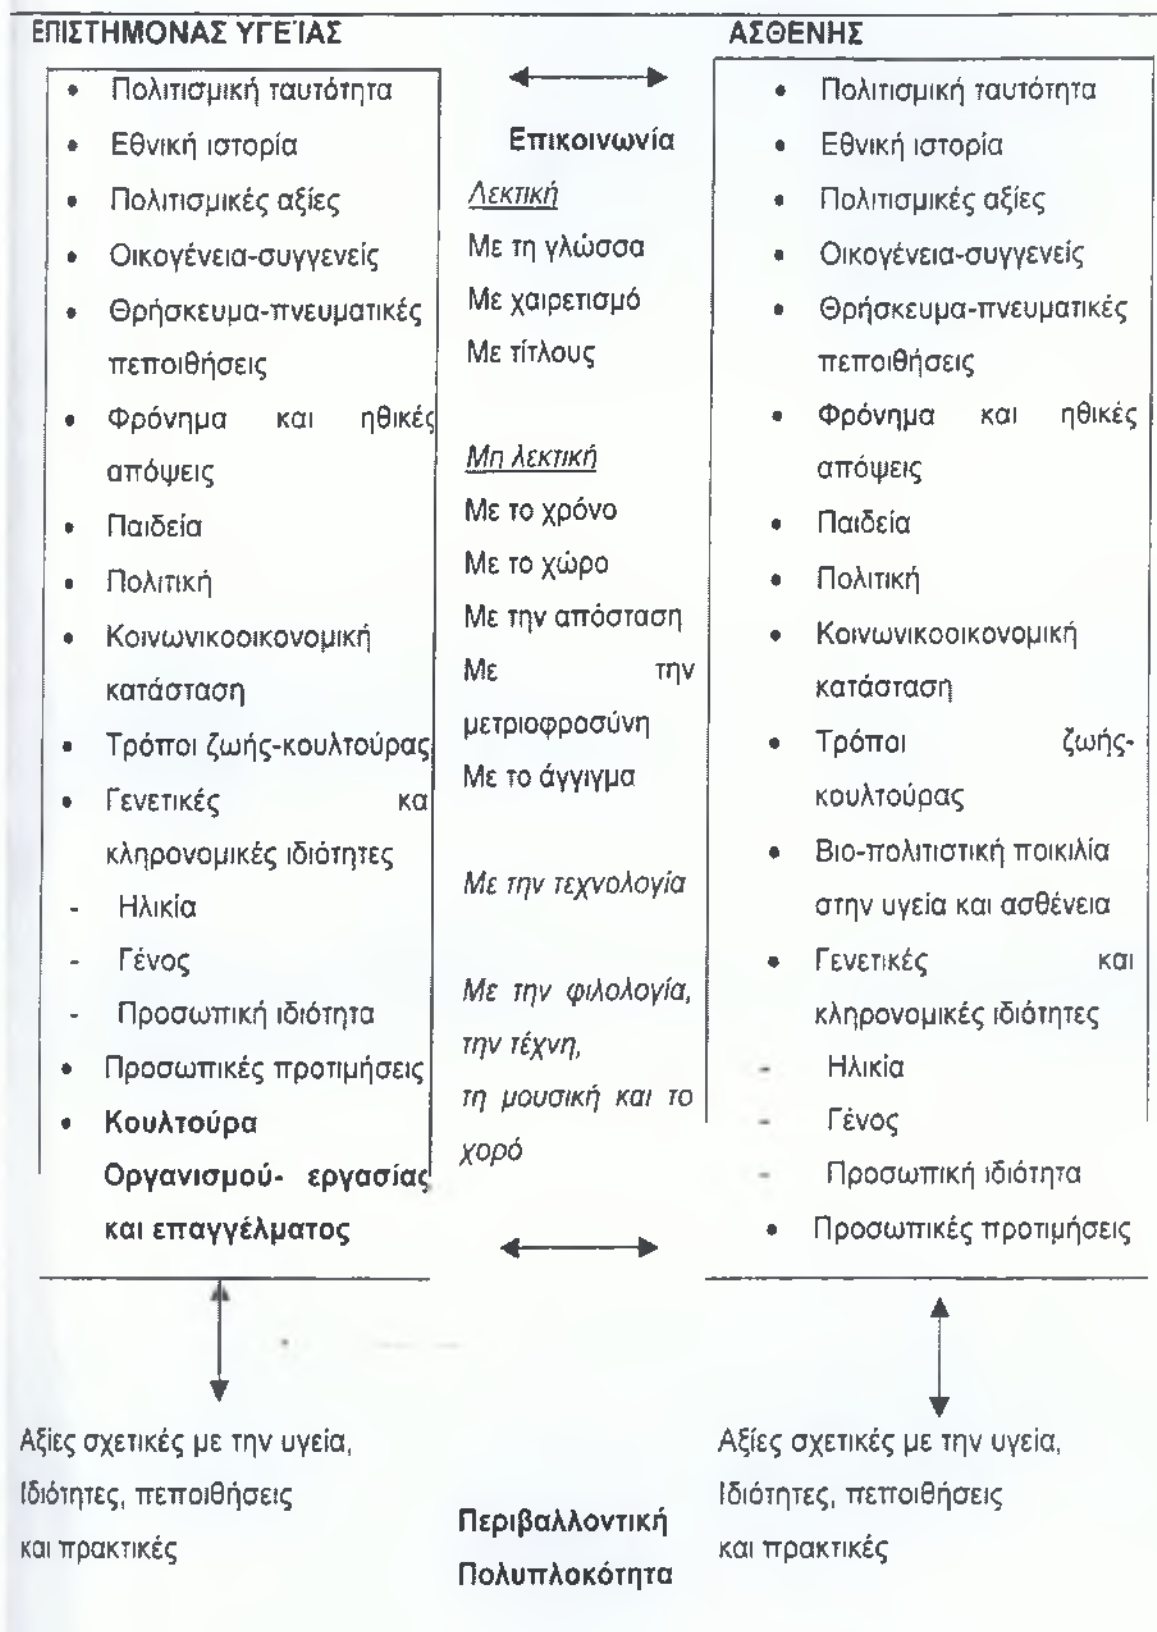 ΕΠΙΣΤΗΜΟΝΑΣ ΥΓΕΊΑΣ
• Πολιτισμική ταυτότητα
• Εθνική ιστορία
• Πολιτισμικές αξίες
• Οικογένεια-συγγενείς
• Θρήσκευμα-πνευματικές
πεποιθήσεις
• Φρόνημα και ηθικές
απόψεις
• Παιδεία
• Πολιτική
• Κοινωνικοοικονομική
κατάσταση
• Τρόποι ζωής-κουλτούρας
• Γενετικές κα
κληρονομικές ιδιότητες
- Ηλικία
- Γένος
- Προσωπική ιδιότητα
• Προσωπικές προτιμήσεις
• Κουλτούρα
Οργανισμού- εργασίας
και επαγγέλματος
Αξίες σχετικές με την υγεία,
Ιδιότητες, πεποιθήσεις
και πρακτικές
Επικοινωνία
Λεκτική
Με τη γλώσσα
Με χαιρετισμό
Με τίτλους
Μη λεκτική
Με το χρόνο
Με το χώρο
Με την απόσταση
Με την
μετριοφροσύνη
Με το άγγιγμα
Με την τεχνολογία
Με την φιλολογία,
την τέχνη,
τη μουσική και το
χορό
Περιβαλλοντική
Πολυπλοκότητα
ΑΣΘΕΝΗΣ
• Πολιτισμική ταυτότητα
• Εθνική ιστορία
• Πολιτισμικές αξίες
• Οικογένεια-συγγενείς
• Θρήσκευμα-πνευματικές
πεποιθήσεις
• Φρόνημα και ηθικές
απόψεις
• Παιδεία
• Πολιτική
• Κοινωνικοοικονομική
κατάσταση
• Τρόποι ζωής-
κουλτούρας
• Βιο-πολιτιστική ποικιλία
στην υγεία και ασθένεια
• Γενετικές και
κληρονομικές ιδιότητες
- Ηλικία
- Γένος
- Προσωπική ιδιότητα
• Προσωπικές προτιμήσεις
Αξίες σχετικές με την υγεία,
Ιδιότητες, πεποιθήσεις
και πρακτικές